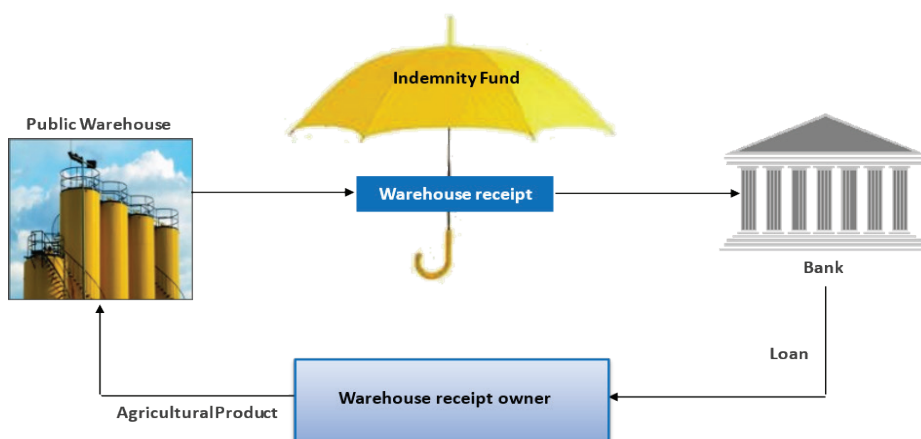 Indemnity Fund
Public Warehouse
Warehouse receipt
Bank
Loan
Warehouse receipt owner
AgriculturalProduct